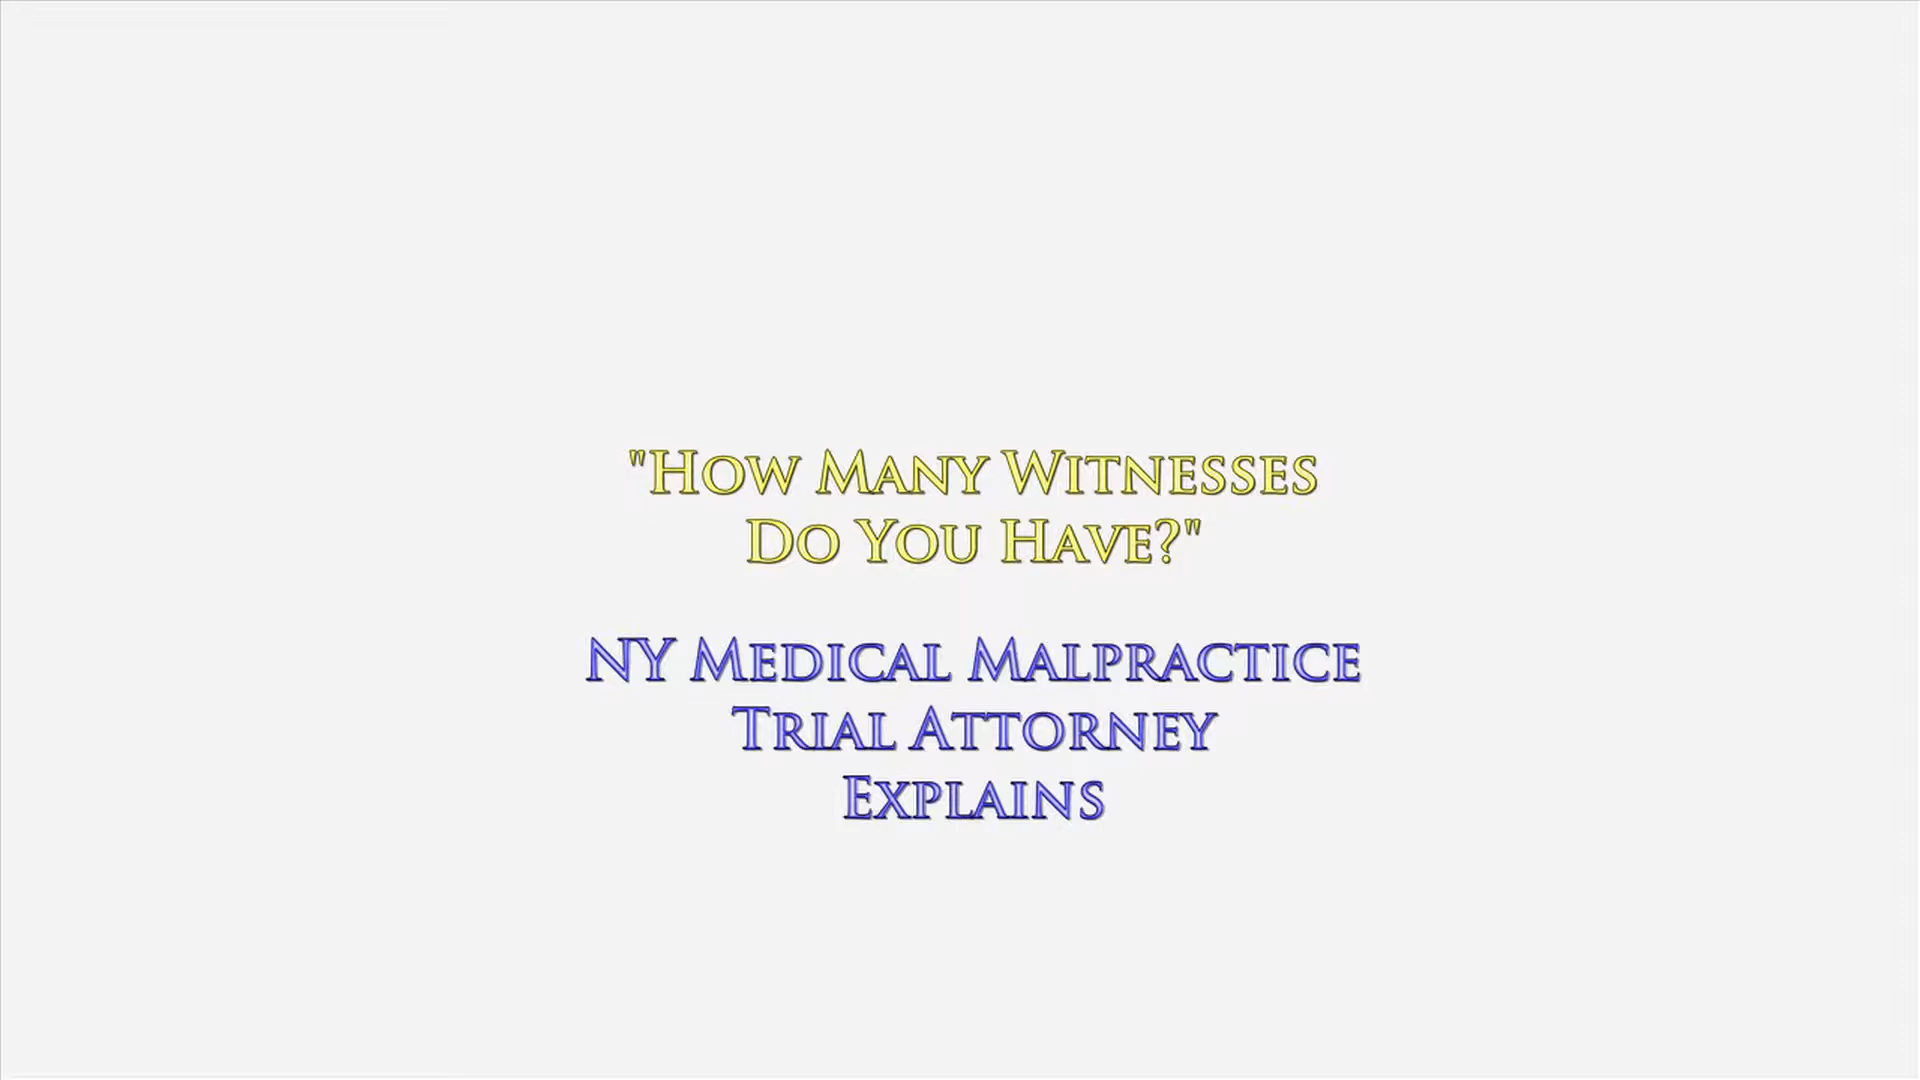 "How Many Witnesses
Do You Have?"
NY Medical Malpractice
Trial Attorney
Explains